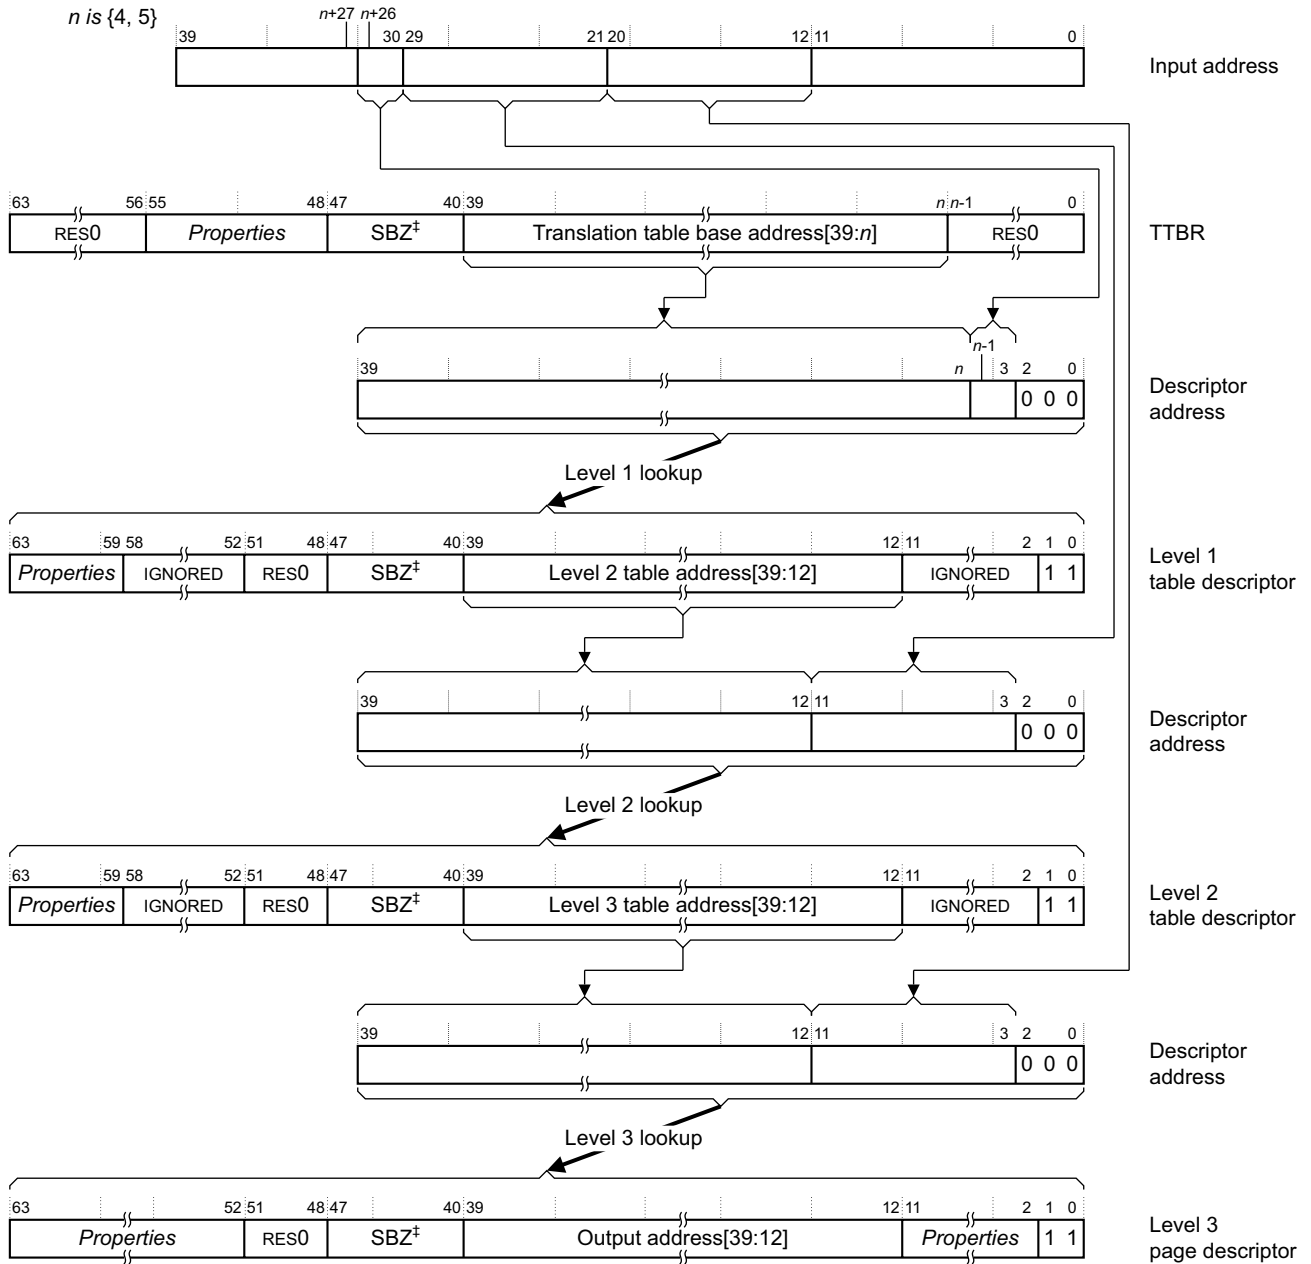 n is {4, 5}
n+27 n+26
39 30 29 21 20 12 11 0
Input address
63 56 55 48 47 40 39 n n-1 0
RES0 Properties SBZ‡ Translation table base address[39:n] RES0
TTBR
n-1
39 n 3 2 0
0 0 0
Descriptor
address
Level 1 lookup
63 59 58 52 51 48 47 40 39 12 11 2 1 0
Properties IGNORED RES0 SBZ‡ Level 2 table address[39:12] IGNORED 1 1
Level 1
table descriptor
39 12 11 3 2 0
0 0 0
Descriptor
address
Level 2 lookup
63 59 58 52 51 48 47 40 39 12 11 2 1 0
Properties IGNORED RES0 SBZ‡ Level 3 table address[39:12] IGNORED 1 1
Level 2
table descriptor
39 12 11 3 2 0
0 0 0
Descriptor
address
Level 3 lookup
63 52 51 48 47 40 39 12 11 2 1 0
Properties RES0 SBZ‡ Output address[39:12] Properties 1 1
Level 3
page descriptor